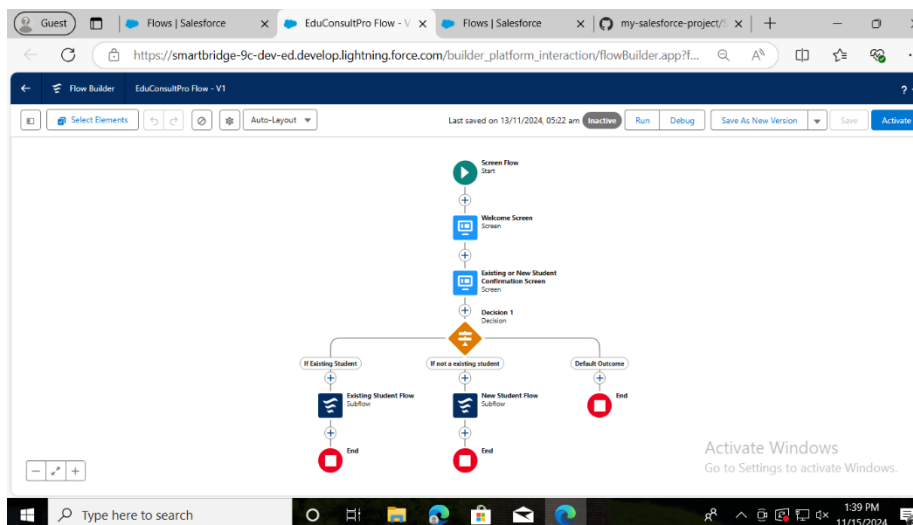 Guest
Flows | Salesforce
EduConsultPro Flow - V
Flows | Salesforce
my-salesforce-project/S
https://smartbridge-9c-dev-ed.develop.lightning.force.com/builder_platform_interaction/flowBuilder.app?f...
Flow Builder
EduConsultPro Flow - V1
?
Select Elements
Auto-Layout
Last saved on 13/11/2024, 05:22 am
Inactive
Run
Debug
Save As New Version
Save
Activate
Screen Flow
Start
Welcome Screen
Screen
Existing or New Student
Confirmation Screen
Screen
Decision 1
Decision
If Existing Student
If not a existing student
Default Outcome
Existing Student Flow
Subflow
New Student Flow
Subflow
End
End
End
Activate Windows
Go to Settings to activate Windows.
Type here to search
1:39 PM
11/15/2024